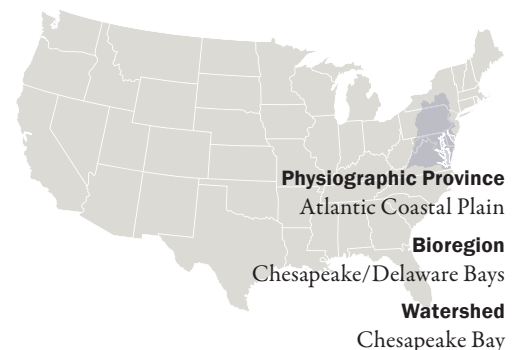 Physiographic Province
Atlantic Coastal Plain
Bioregion
Chesapeake/Delaware Bays
Watershed
Chesapeake Bay